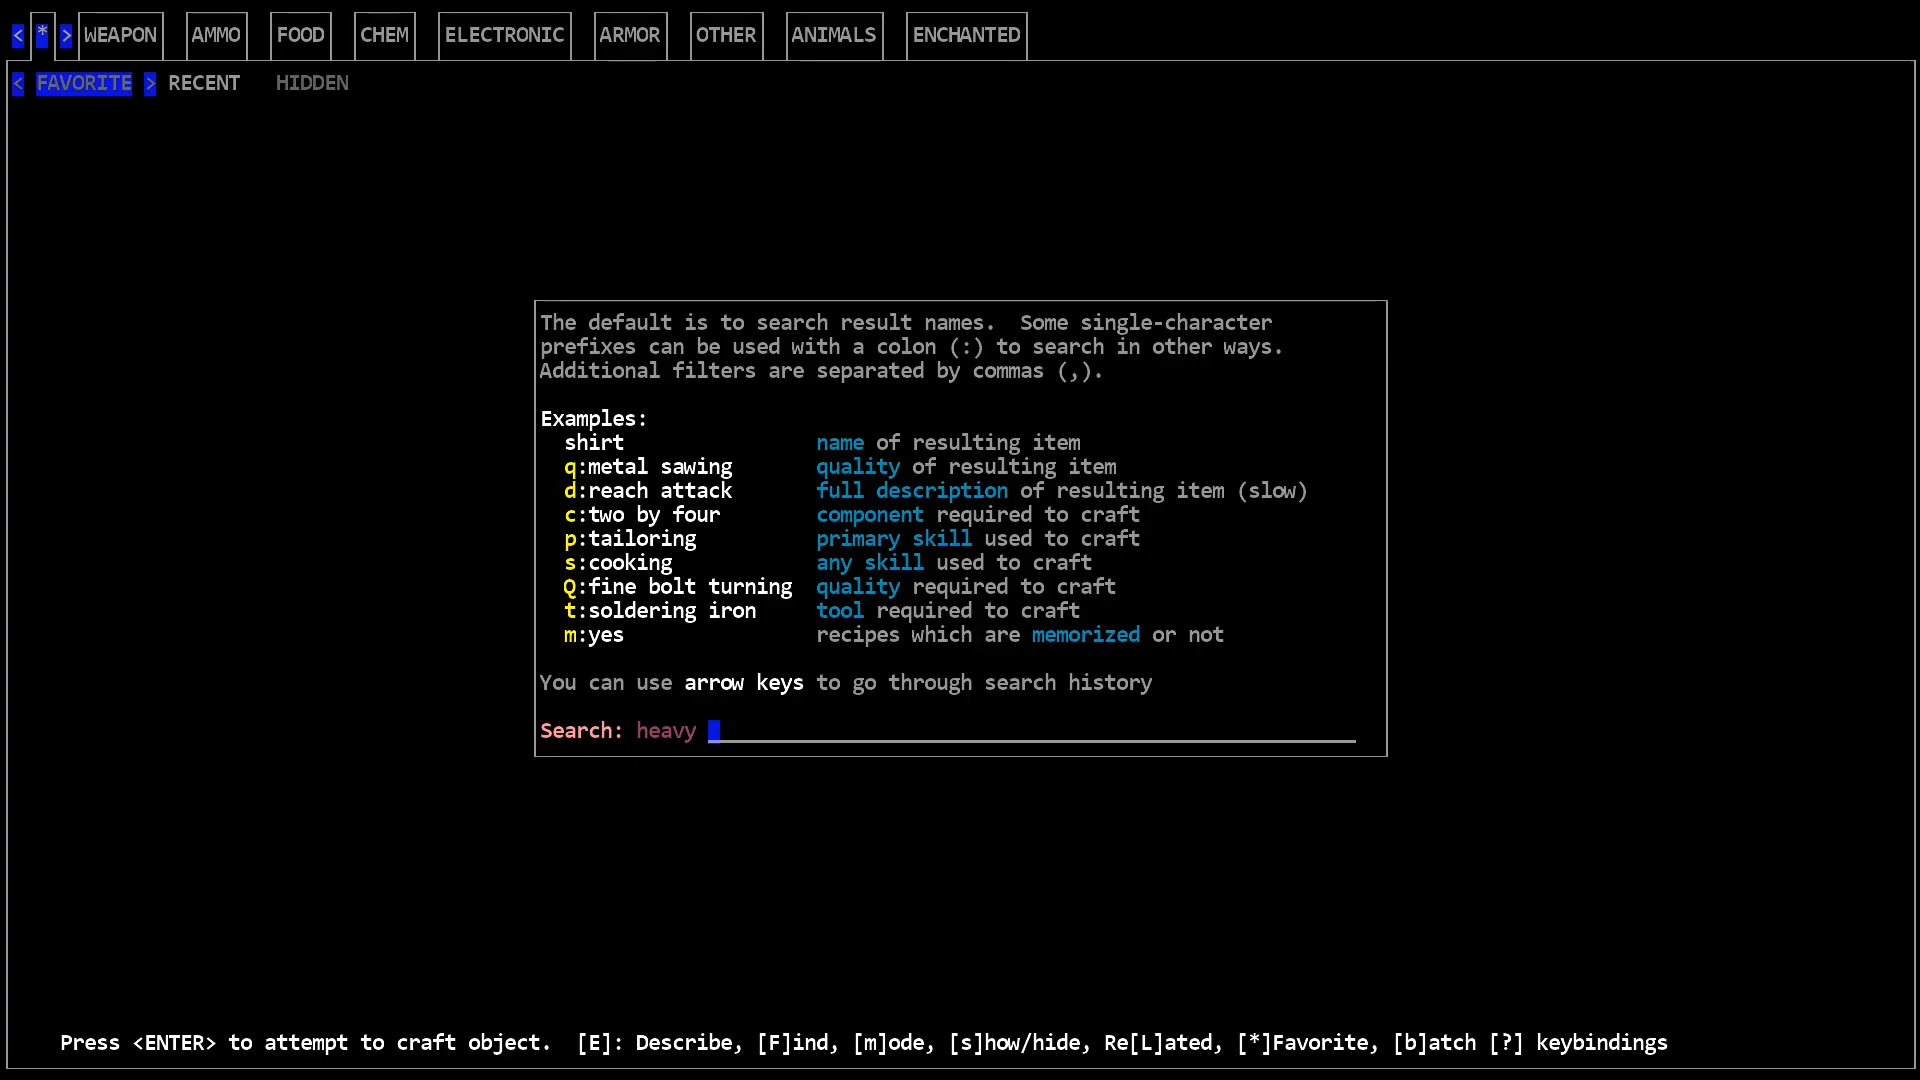 < * > WEAPON AMMO FOOD CHEM ELECTRONIC ARMOR OTHER ANIMALS ENCHANTED
< FAVORITE > RECENT HIDDEN
The default is to search result names.  Some single-character
prefixes can be used with a colon (:) to search in other ways.
Additional filters are separated by commas (,).
Examples:
shirt name of resulting item
q:metal sawing quality of resulting item
d:reach attack full description of resulting item (slow)
c:two by four component required to craft
p:tailoring primary skill used to craft
s:cooking any skill used to craft
Q:fine bolt turning quality required to craft
t:soldering iron tool required to craft
m:yes recipes which are memorized or not
You can use arrow keys to go through search history
Search: heavy
Press <ENTER> to attempt to craft object.  [E]: Describe, [F]ind, [m]ode, [s]how/hide, Re[L]ated, [*]Favorite, [b]atch [?] keybindings